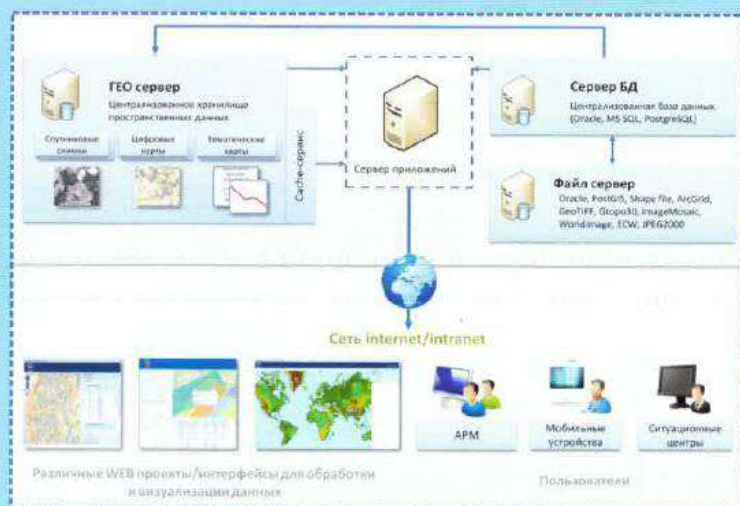 ГЕО сервер
Централизованное хранилище
пространственных данных
Спутниковые
снимки
Цифровые
карты
Тематические
карты
Cache-сервис
Сервер приложений
Сервер БД
Централизованная база данных
(Oracle, MS SQL, PostgreSQL)
Файл сервер
Oracle, PostGIS, Shape file, ArcGrid,
GeoTIFF, Gtopo30, ImageMosaic,
WorldImage, ECW, JPEG2000
Сеть internet/intranet
АРМ
Мобильные
устройства
Ситуационные
центры
Различные WEB проекты/интерфейсы для обработки
и визуализации данных
Пользователи